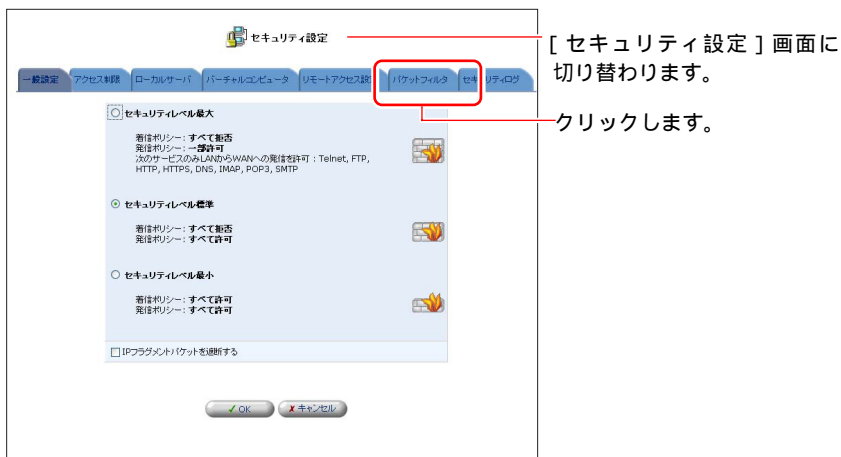 セキュリティ設定
[ セキュリティ設定 ] 画面に
切り替わります。
一般設定 アクセス制限 ローカルサーバ バーチャルコンピュータ リモートアクセス設 パケットフィルタ セキ ュリティログ
クリックします。
セキュリティレベル最大
着信ポリシー: すべて拒否
発信ポリシー: 一部許可
次のサービスのみLANからWANへの発信を許可 : Telnet, FTP,
HTTP, HTTPS, DNS, IMAP, POP3, SMTP
セキュリティレベル標準
着信ポリシー: すべて拒否
発信ポリシー: すべて許可
セキュリティレベル最小
着信ポリシー: すべて許可
発信ポリシー: すべて許可
IPフラグメントパケットを遮断する
OK キャンセル